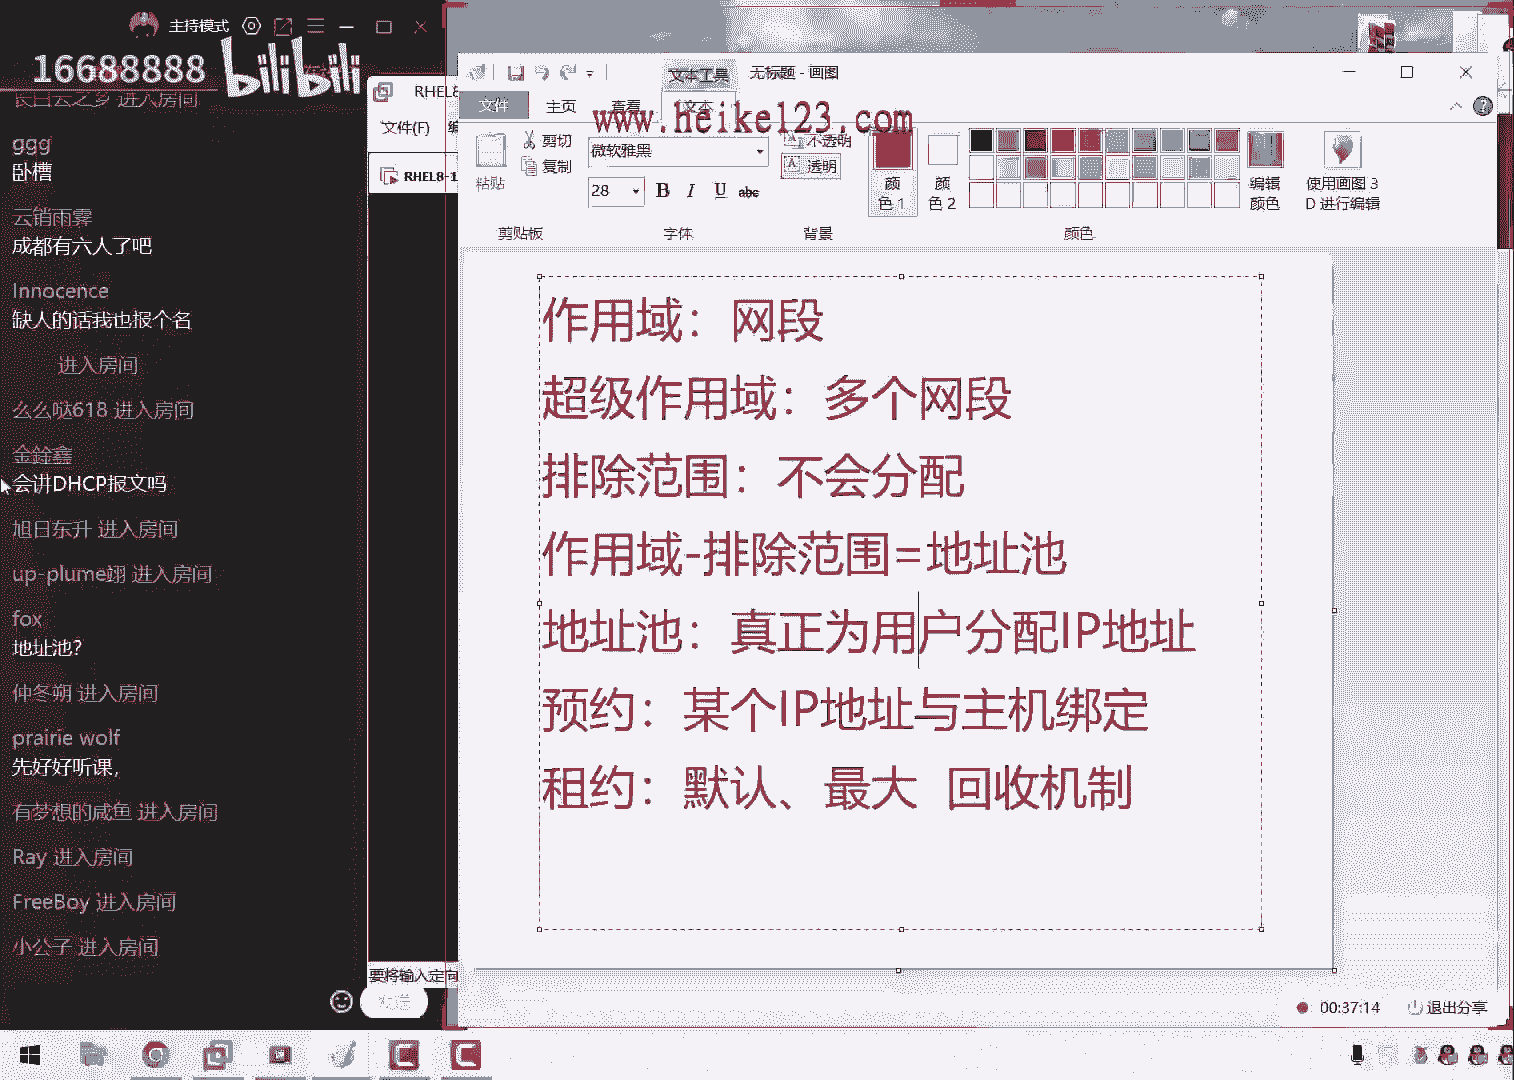 主持模式
16688888
bilibili
长白云之乡 进入房间
ggg
卧槽
云销雨霁
成都有六人了吧
Innocence
缺人的话我也报个名
进入房间
么么哒618 进入房间
金銓鑫
会讲DHCP报文吗
旭日东升 进入房间
up-plume翊 进入房间
fox
地址池?
仲冬朔 进入房间
prairie wolf
先好好听课,
有梦想的咸鱼 进入房间
Ray 进入房间
FreeBoy 进入房间
小公子 进入房间
发送
RHEL8
文件(F) 编
RHEL8-1
要将输入定向
文本工具
无标题 - 画图
文件 主页 查看 文本
www.heike123.com
粘贴
剪切
复制
剪贴板
微软雅黑
28
B I U abc
字体
不透明
透明
背景
颜色 1
颜色 2
编辑颜色
使用画图 3D 进行编辑
颜色
作用域：网段
超级作用域：多个网段
排除范围：不会分配
作用域-排除范围=地址池
地址池：真正为用户分配IP地址
预约：某个IP地址与主机绑定
租约：默认、最大 回收机制
00:37:14
退出分享